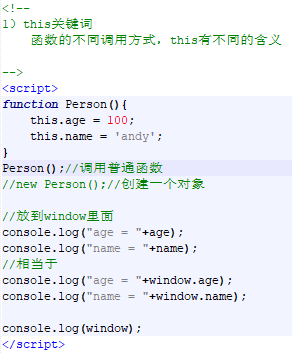 <!--
1) this关键词
函数的不同调用方式，this有不同的含义
-->
<script>
function Person(){
this.age = 100;
this.name = 'andy';
}
Person();//调用普通函数
//new Person();//创建一个对象
//放到window里面
console.log("age = "+age);
console.log("name = "+name);
//相当于
console.log("age = "+window.age);
console.log("name = "+window.name);
console.log(window);
</script>